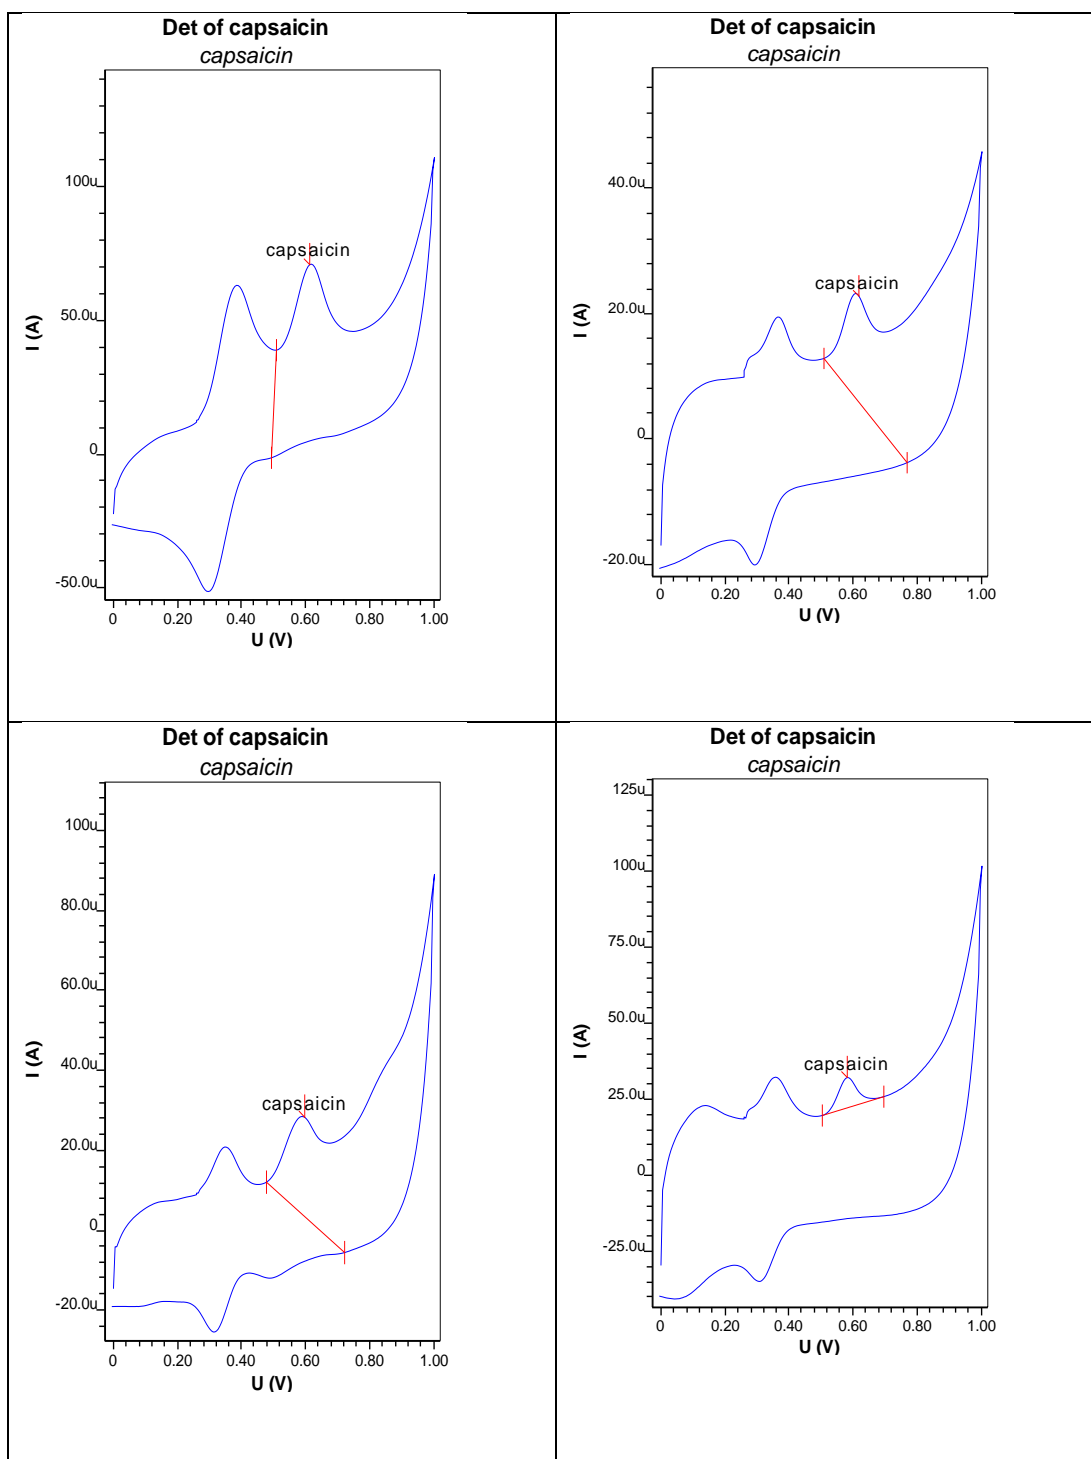 Det of capsaicin
capsaicin
100u
50.0u
0
-50.0u
I (A)
capsaicin
0 0.20 0.40 0.60 0.80 1.00
U (V)
Det of capsaicin
capsaicin
40.0u
20.0u
0
-20.0u
I (A)
capsaicin
0 0.20 0.40 0.60 0.80 1.00
U (V)
Det of capsaicin
capsaicin
100u
80.0u
60.0u
40.0u
20.0u
0
-20.0u
I (A)
capsaicin
0 0.20 0.40 0.60 0.80 1.00
U (V)
Det of capsaicin
capsaicin
125u
100u
75.0u
50.0u
25.0u
0
-25.0u
I (A)
capsaicin
0 0.20 0.40 0.60 0.80 1.00
U (V)